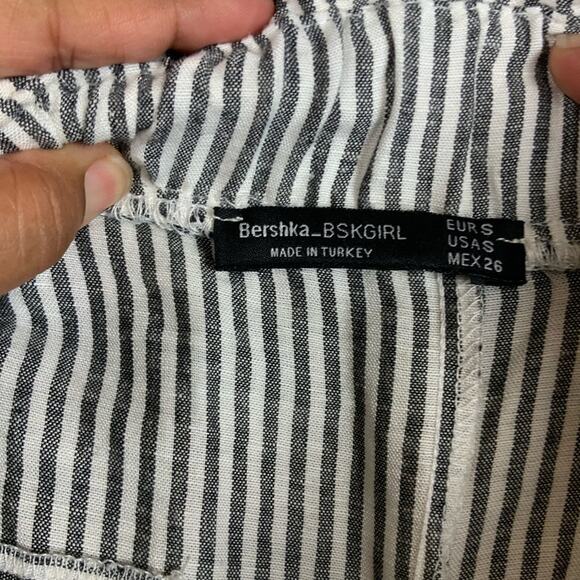 Bershka_BSKGIRL
MADE IN TURKEY
EUR S
USA S
MEX 26